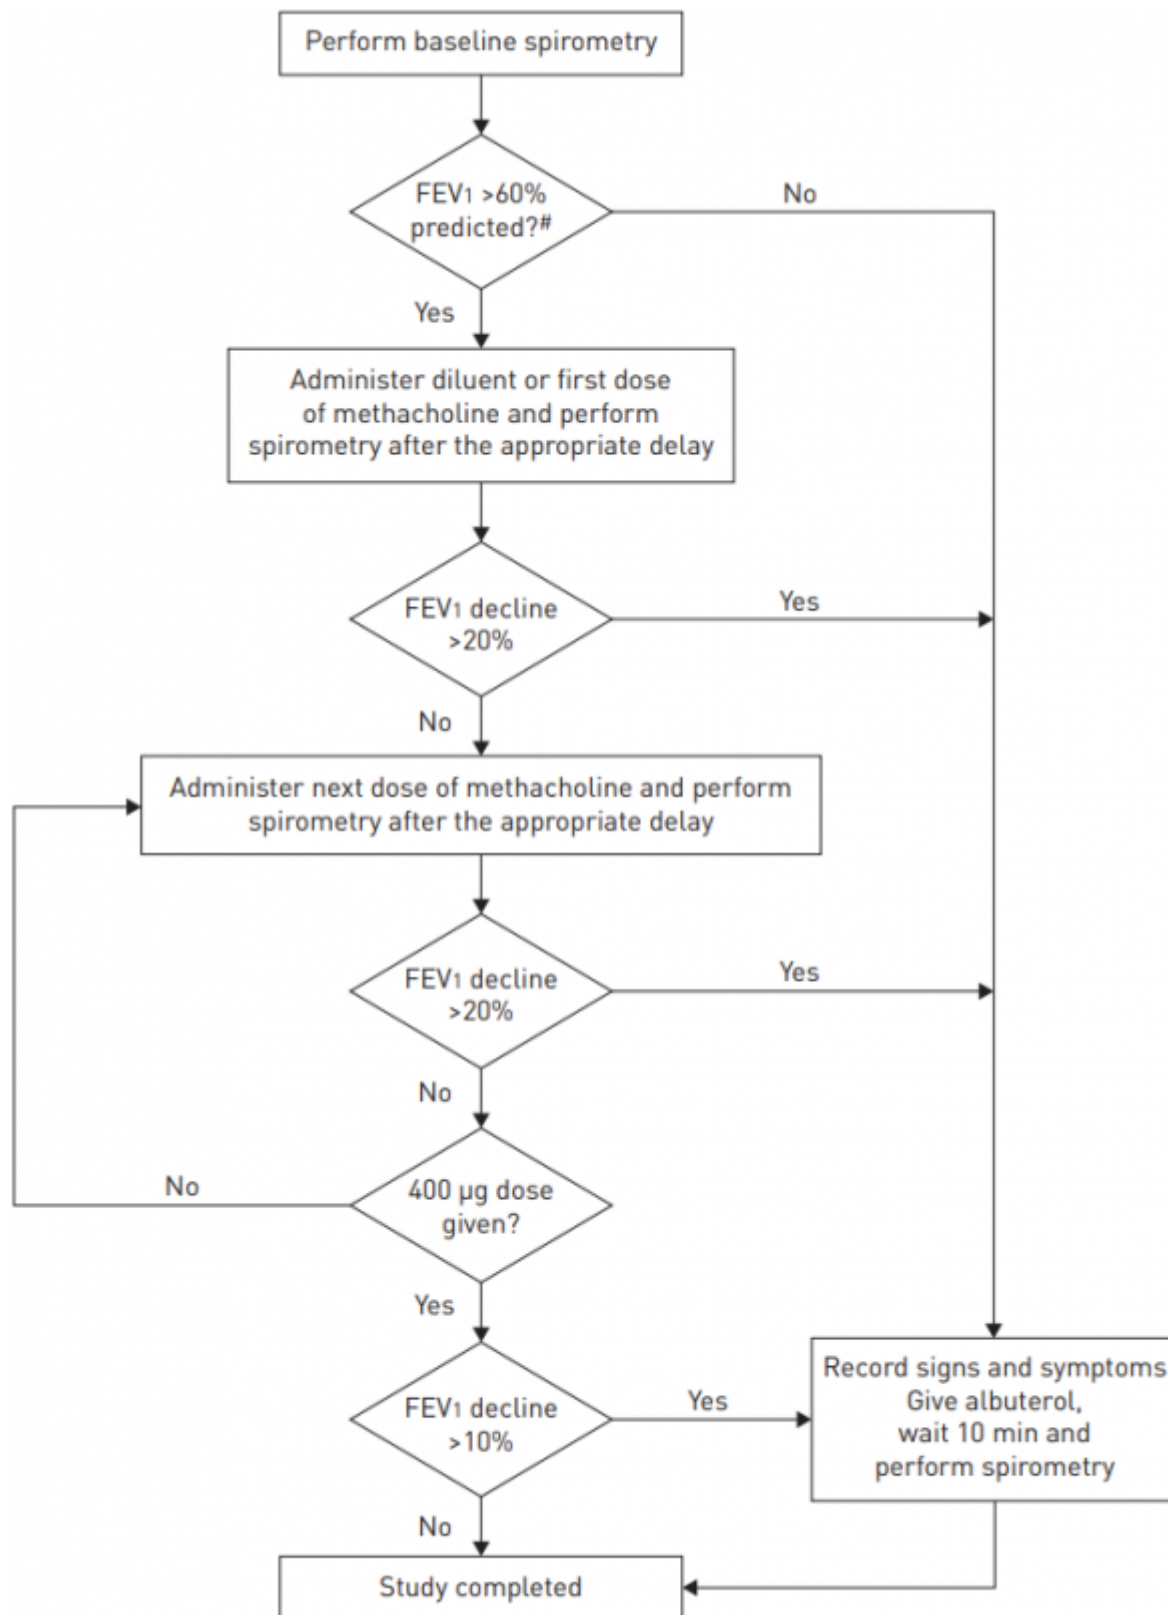 Perform baseline spirometry
FEV1 >60%
predicted?#
No
Yes
Administer diluent or first dose
of methacholine and perform
spirometry after the appropriate delay
FEV1 decline
>20%
Yes
No
Administer next dose of methacholine and perform
spirometry after the appropriate delay
FEV1 decline
>20%
Yes
No
400 µg dose
given?
No
Yes
FEV1 decline
>10%
Yes
Record signs and symptoms
Give albuterol,
wait 10 min and
perform spirometry
No
Study completed